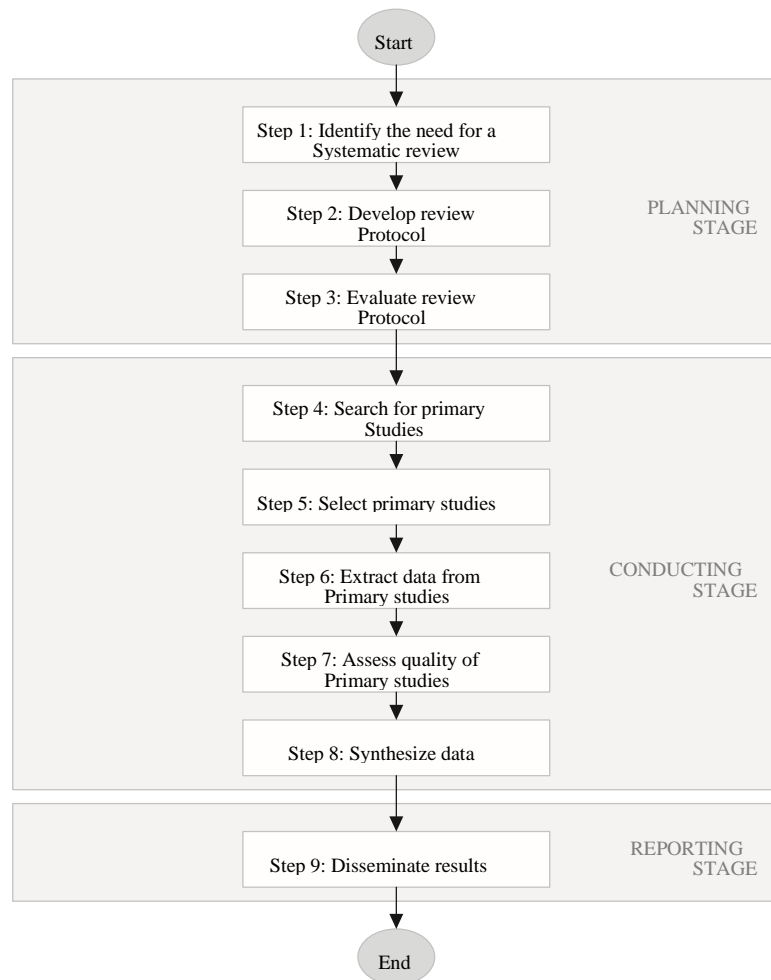 Start
Step 1: Identify the need for a
Systematic review
Step 2: Develop review
Protocol
PLANNING
STAGE
Step 3: Evaluate review
Protocol
Step 4: Search for primary
Studies
Step 5: Select primary studies
Step 6: Extract data from
Primary studies
CONDUCTING
STAGE
Step 7: Assess quality of
Primary studies
Step 8: Synthesize data
Step 9: Disseminate results
REPORTING
STAGE
End